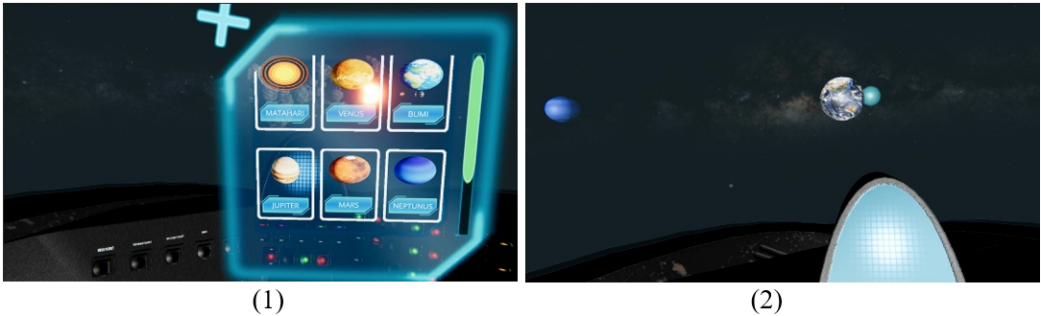 MATAHARI VENUS BUMI
JUPITER MARS NEPTUNUS
(1) (2)